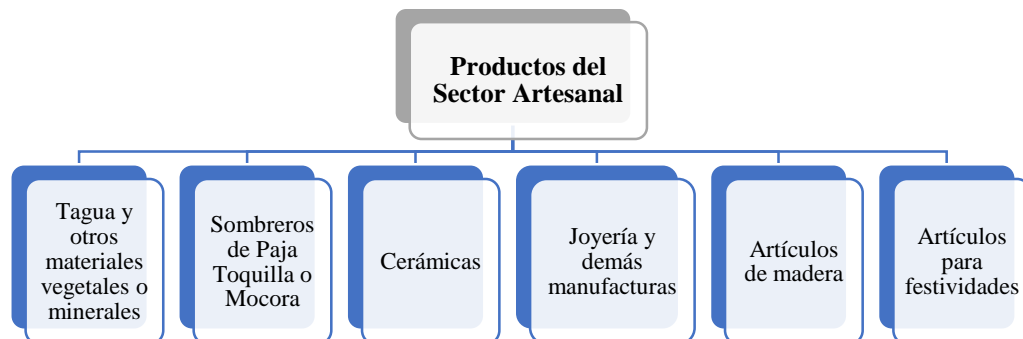 Productos del
Sector Artesanal
Tagua y
otros
materiales
vegetales o
minerales
Sombreros
de Paja
Toquilla o
Mocora
Cerámicas
Joyería y
demás
manufacturas
Artículos
de madera
Artículos
para
festividades